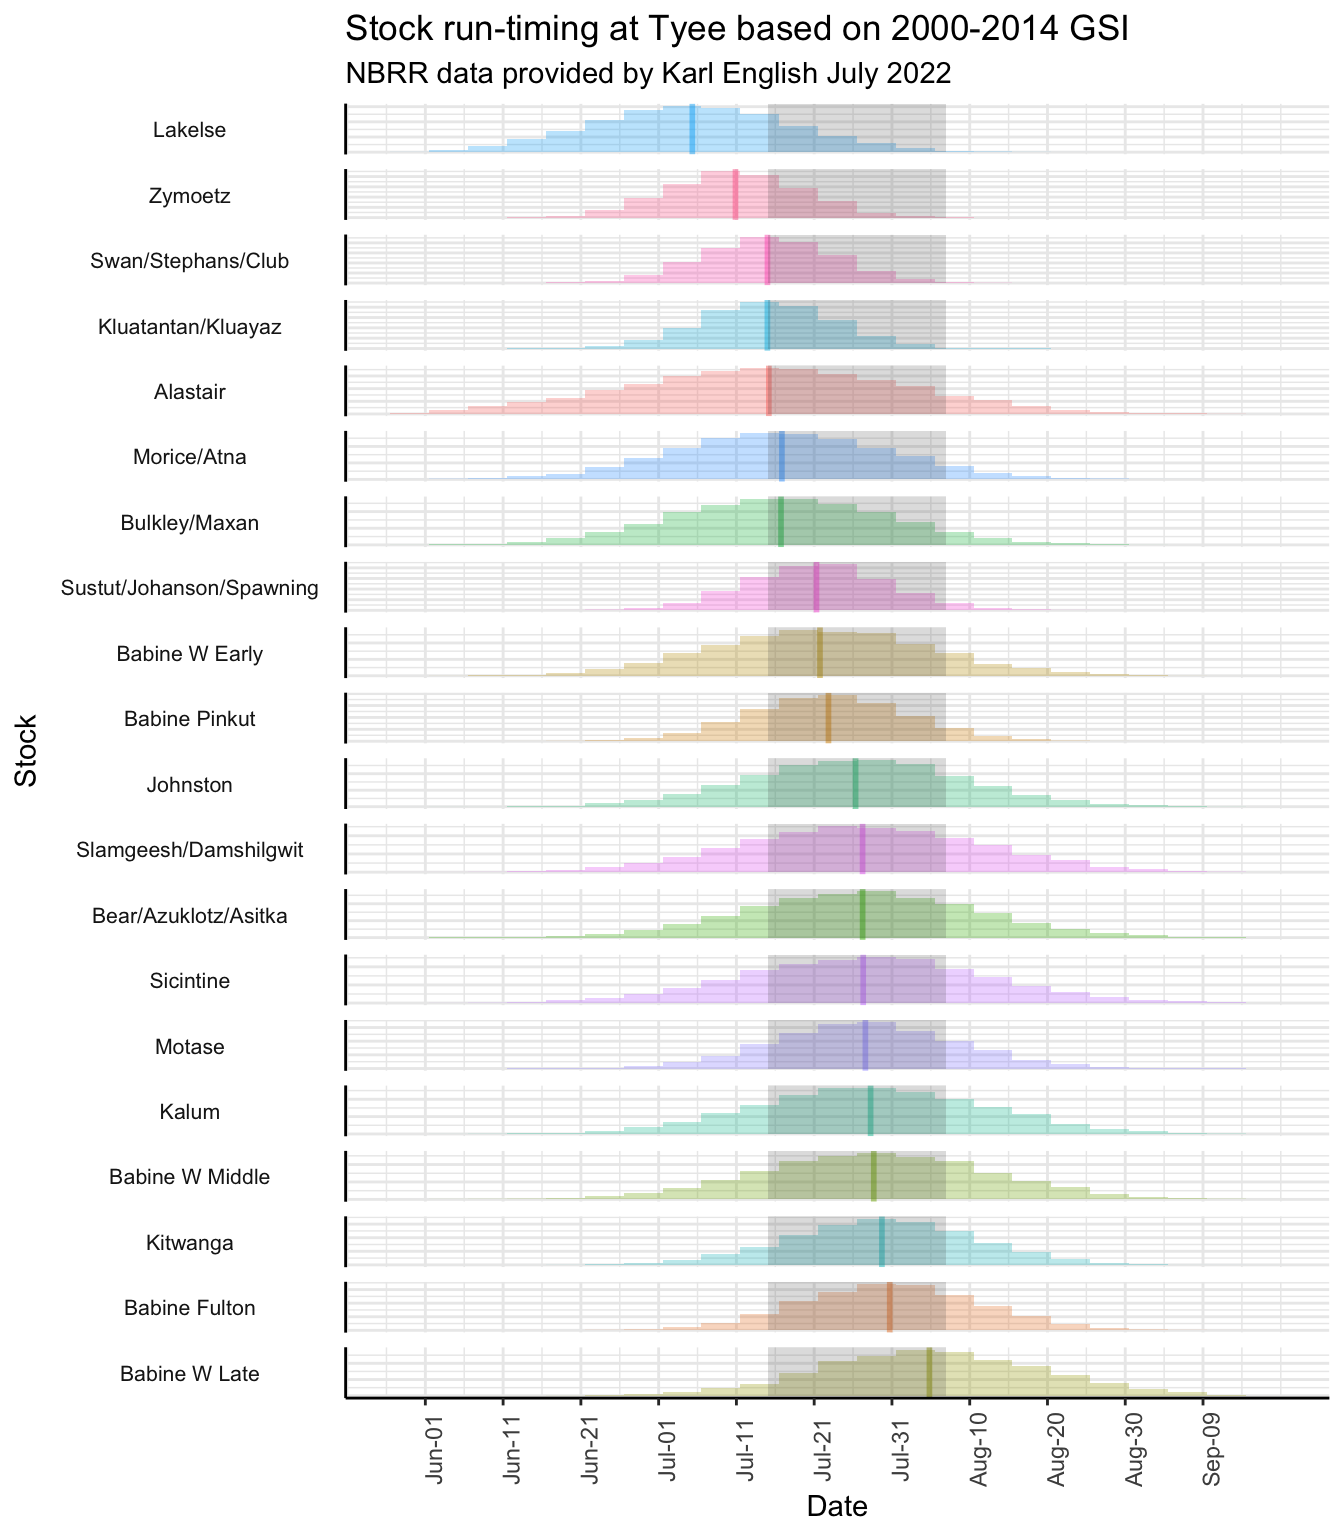 Stock run-timing at Tyee based on 2000-2014 GSI
NBRR data provided by Karl English July 2022
Lakelse
Zymoetz
Swan/Stephans/Club
Kluatantan/Kluayaz
Alastair
Morice/Atna
Bulkley/Maxan
Sustut/Johanson/Spawning
Babine W Early
Babine Pinkut
Johnston
Slamgeesh/Damshilgwit
Bear/Azuklotz/Asitka
Sicintine
Motase
Kalum
Babine W Middle
Kitwanga
Babine Fulton
Babine W Late
Stock
Jun-01
Jun-11
Jun-21
Jul-01
Jul-11
Jul-21
Jul-31
Aug-10
Aug-20
Aug-30
Sep-09
Date